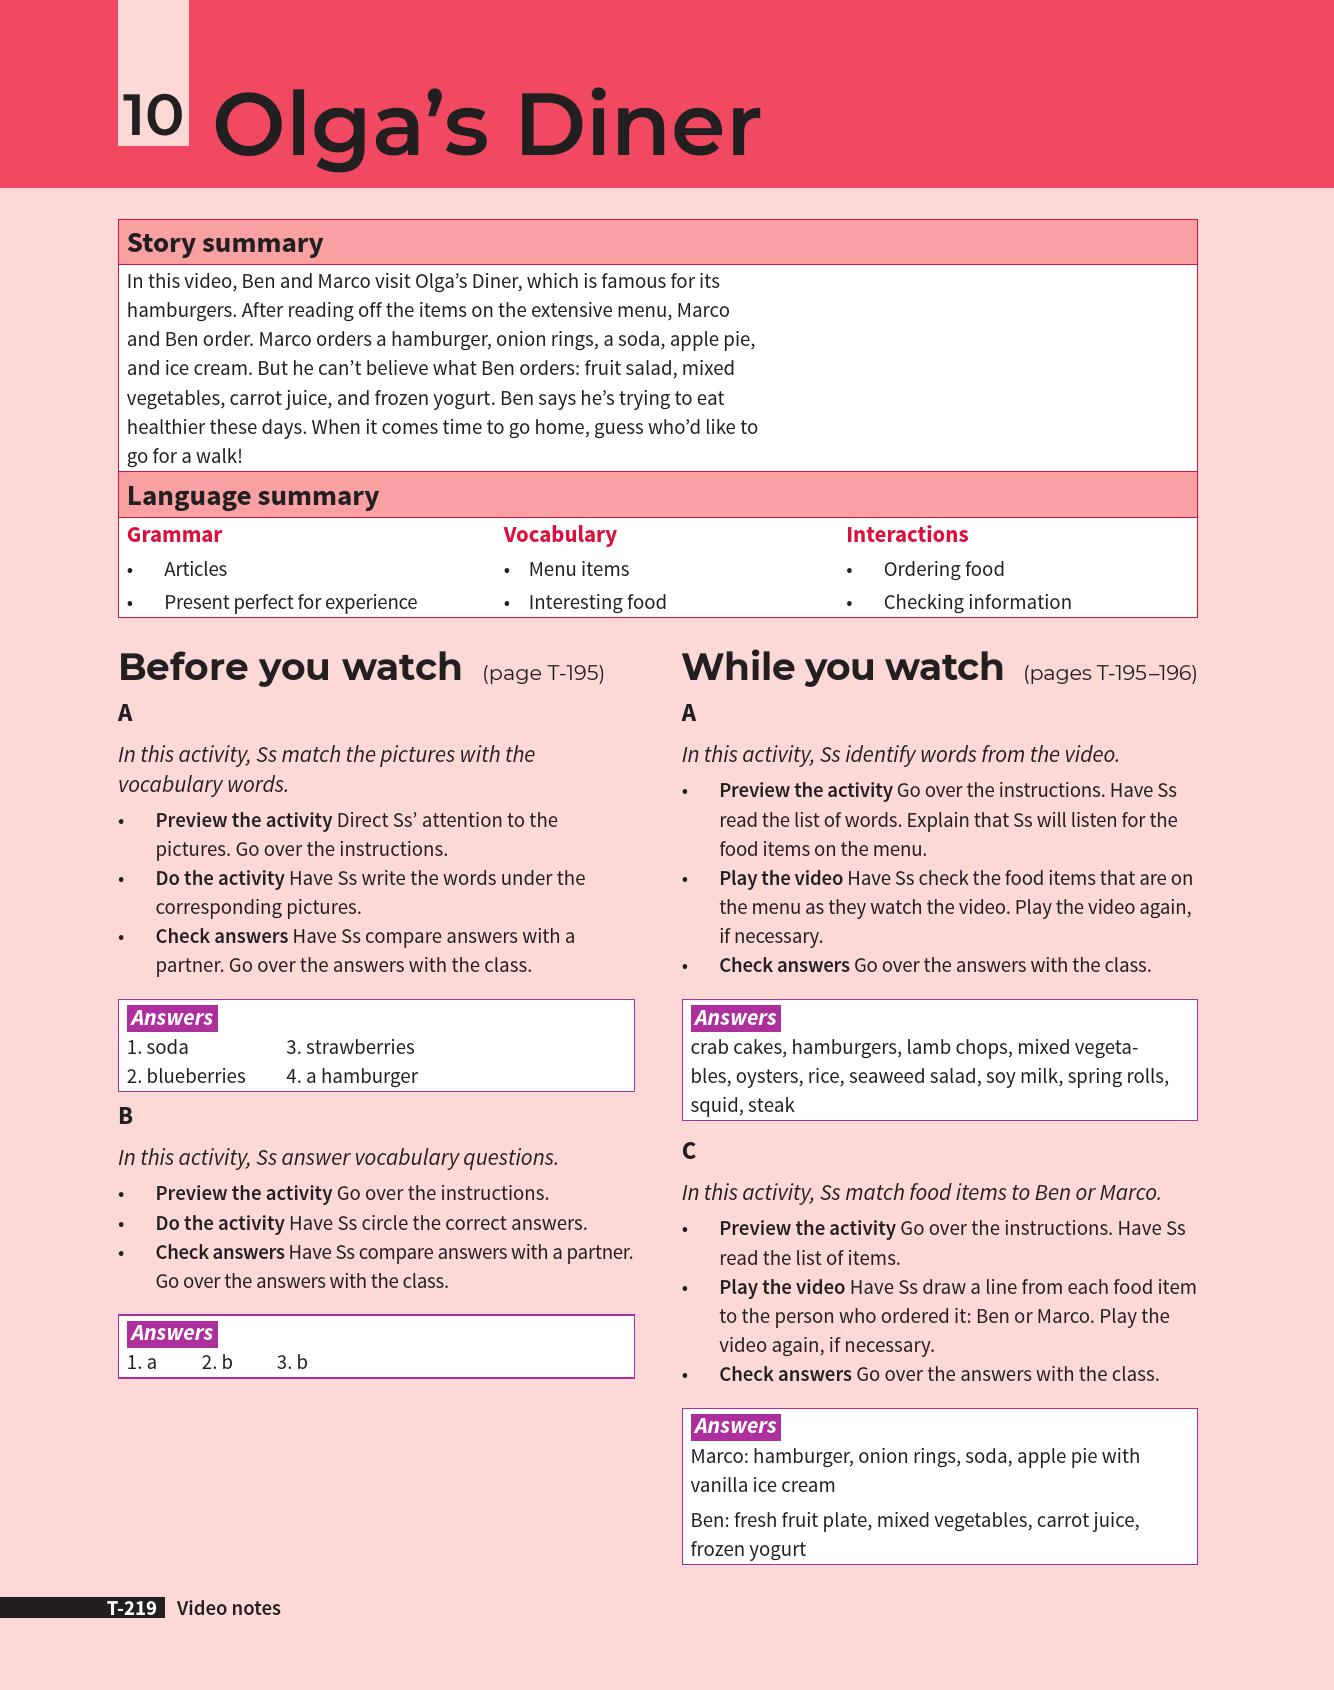 10 Olga’s Diner
Story summary
In this video, Ben and Marco visit Olga’s Diner, which is famous for its
hamburgers. After reading off the items on the extensive menu, Marco
and Ben order. Marco orders a hamburger, onion rings, a soda, apple pie,
and ice cream. But he can’t believe what Ben orders: fruit salad, mixed
vegetables, carrot juice, and frozen yogurt. Ben says he’s trying to eat
healthier these days. When it comes time to go home, guess who’d like to
go for a walk!
Language summary
Grammar
• Articles
• Present perfect for experience
Vocabulary
• Menu items
• Interesting food
Interactions
• Ordering food
• Checking information
Before you watch (page T-195)
A
In this activity, Ss match the pictures with the
vocabulary words.
• Preview the activity Direct Ss’ attention to the
pictures. Go over the instructions.
• Do the activity Have Ss write the words under the
corresponding pictures.
• Check answers Have Ss compare answers with a
partner. Go over the answers with the class.
Answers
1. soda 3. strawberries
2. blueberries 4. a hamburger
B
In this activity, Ss answer vocabulary questions.
• Preview the activity Go over the instructions.
• Do the activity Have Ss circle the correct answers.
• Check answers Have Ss compare answers with a partner.
Go over the answers with the class.
Answers
1. a 2. b 3. b
While you watch (pages T-195–196)
A
In this activity, Ss identify words from the video.
• Preview the activity Go over the instructions. Have Ss
read the list of words. Explain that Ss will listen for the
food items on the menu.
• Play the video Have Ss check the food items that are on
the menu as they watch the video. Play the video again,
if necessary.
• Check answers Go over the answers with the class.
Answers
crab cakes, hamburgers, lamb chops, mixed vegeta-
bles, oysters, rice, seaweed salad, soy milk, spring rolls,
squid, steak
C
In this activity, Ss match food items to Ben or Marco.
• Preview the activity Go over the instructions. Have Ss
read the list of items.
• Play the video Have Ss draw a line from each food item
to the person who ordered it: Ben or Marco. Play the
video again, if necessary.
• Check answers Go over the answers with the class.
Answers
Marco: hamburger, onion rings, soda, apple pie with
vanilla ice cream
Ben: fresh fruit plate, mixed vegetables, carrot juice,
frozen yogurt
T-219 Video notes